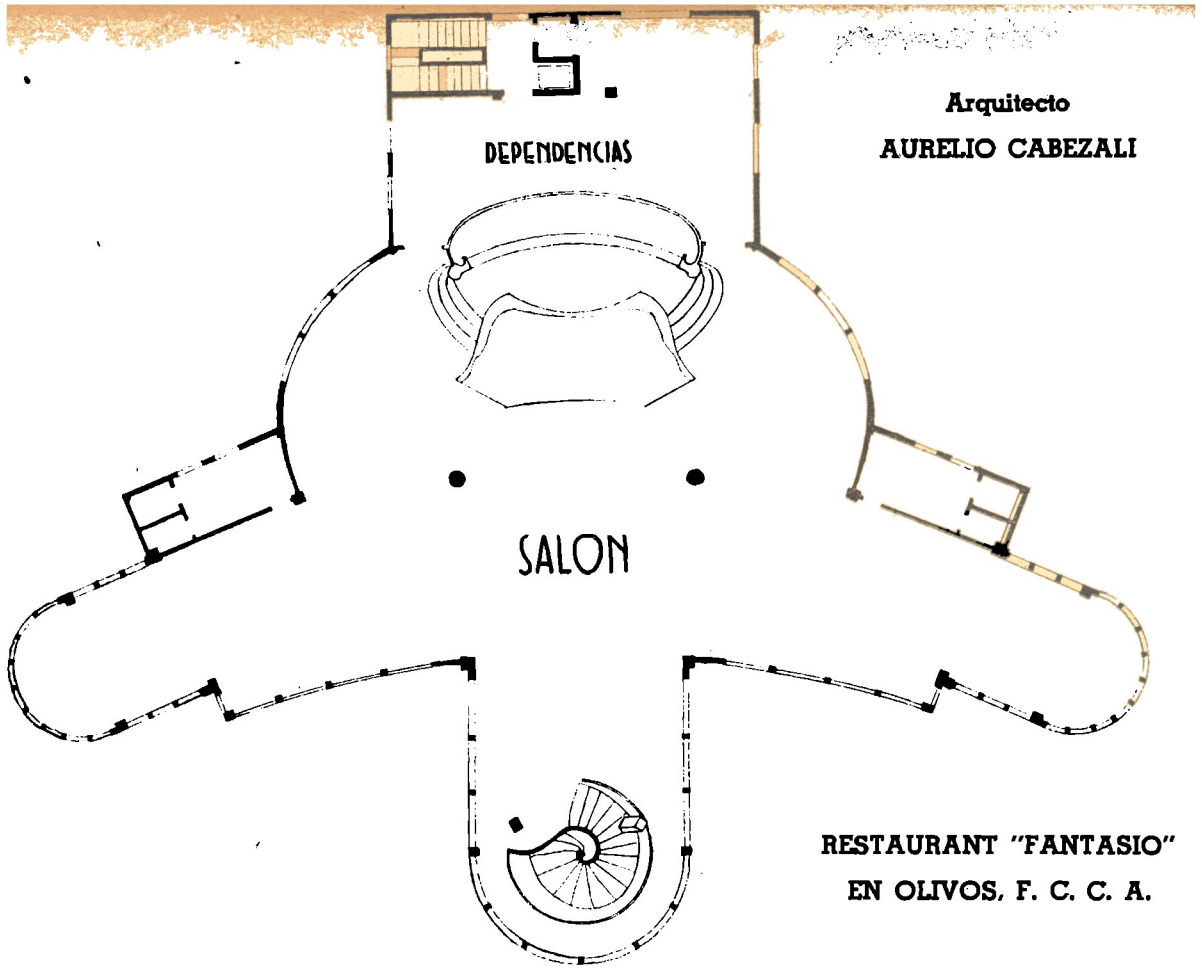 Arquitecto
AURELIO CABEZALI
DEPENDENCIAS
SALON
RESTAURANT "FANTASIO"
EN OLIVOS, F. C. C. A.